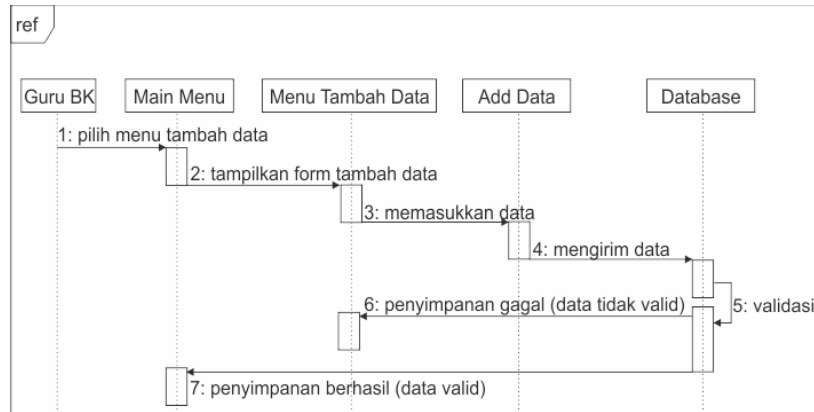 ref
Guru BK
Main Menu
Menu Tambah Data
Add Data
Database
1: pilih menu tambah data
2: tampilkan form tambah data
3: memasukkan data
4: mengirim data
5: validasi
6: penyimpanan gagal (data tidak valid)
7: penyimpanan berhasil (data valid)